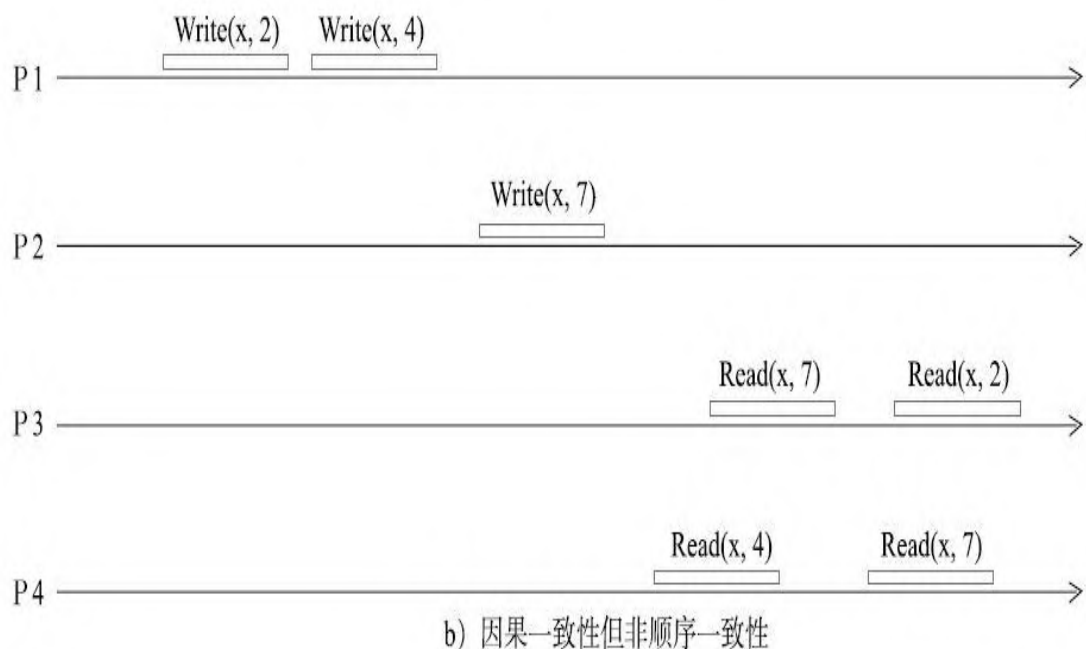 Write(x, 2) Write(x, 4)
P1
Write(x, 7)
P2
Read(x, 7) Read(x, 2)
P3
Read(x, 4) Read(x, 7)
P4
b）因果一致性但非顺序一致性